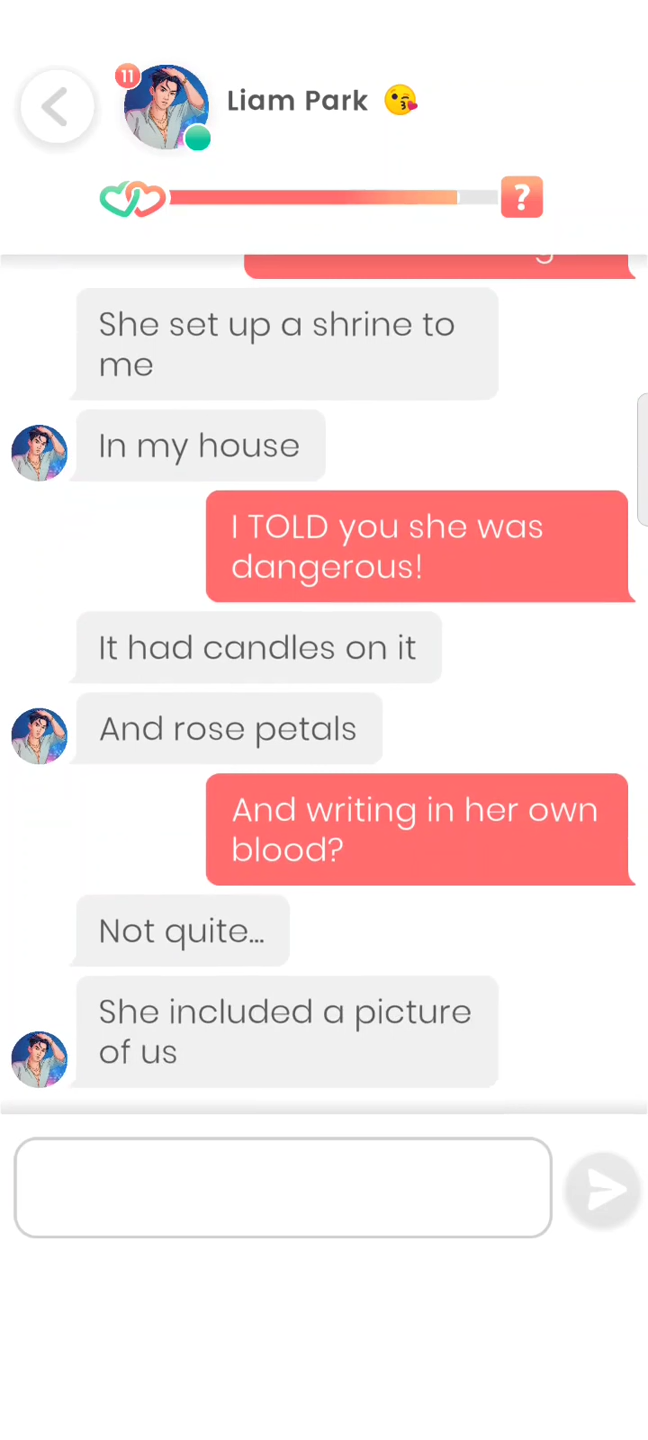 11
Liam Park 😘
?
She set up a shrine to
me
In my house
I TOLD you she was
dangerous!
It had candles on it
And rose petals
And writing in her own
blood?
Not quite...
She included a picture
of us